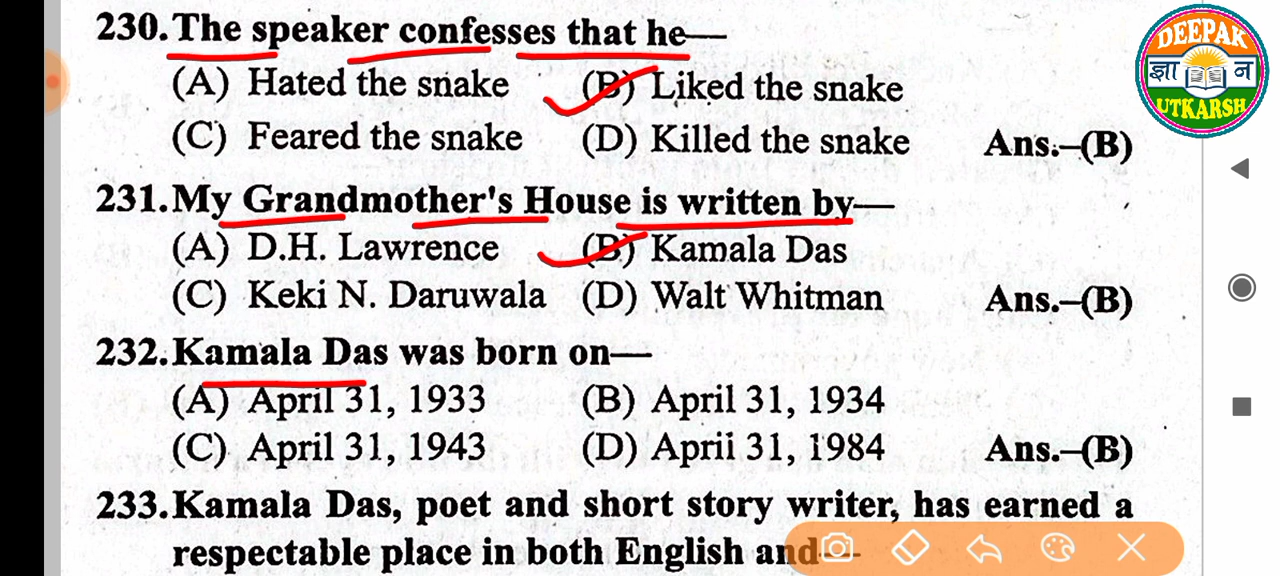 230. The speaker confesses that he—
(A) Hated the snake (B) Liked the snake
(C) Feared the snake (D) Killed the snake Ans.–(B)
231. My Grandmother's House is written by—
(A) D.H. Lawrence (B) Kamala Das
(C) Keki N. Daruwala (D) Walt Whitman Ans.–(B)
232. Kamala Das was born on—
(A) April 31, 1933 (B) April 31, 1934
(C) April 31, 1943 (D) April 31, 1984 Ans.–(B)
233. Kamala Das, poet and short story writer, has earned a
respectable place in both English and—
DEEPAK
ज्ञा न
UTKARSH